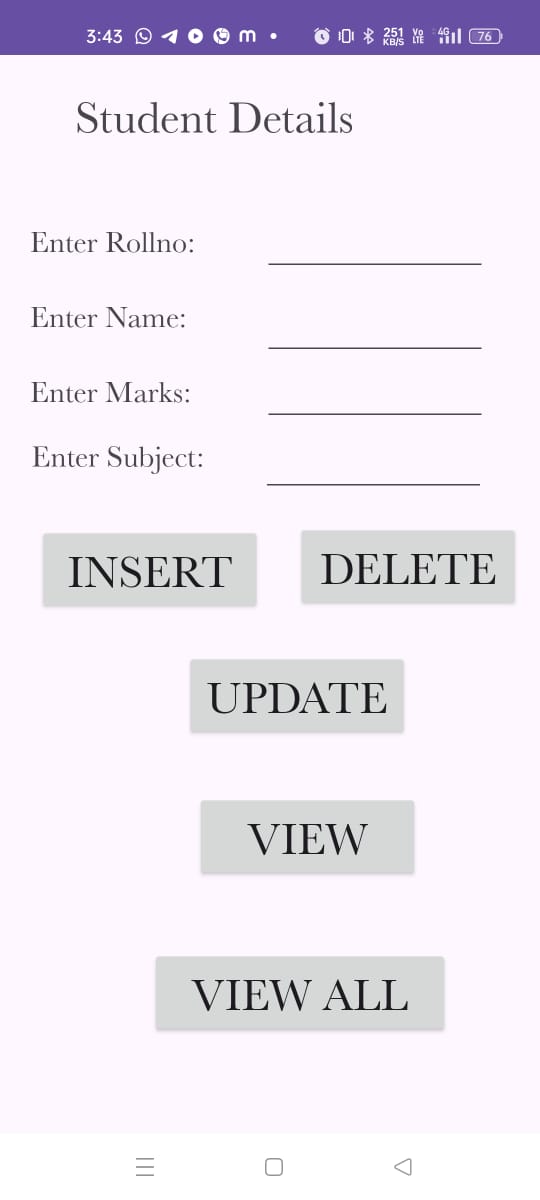 3:43 251 KB/S Vo LTE 4G 76
Student Details
Enter Rollno:
Enter Name:
Enter Marks:
Enter Subject:
INSERT DELETE
UPDATE
VIEW
VIEW ALL